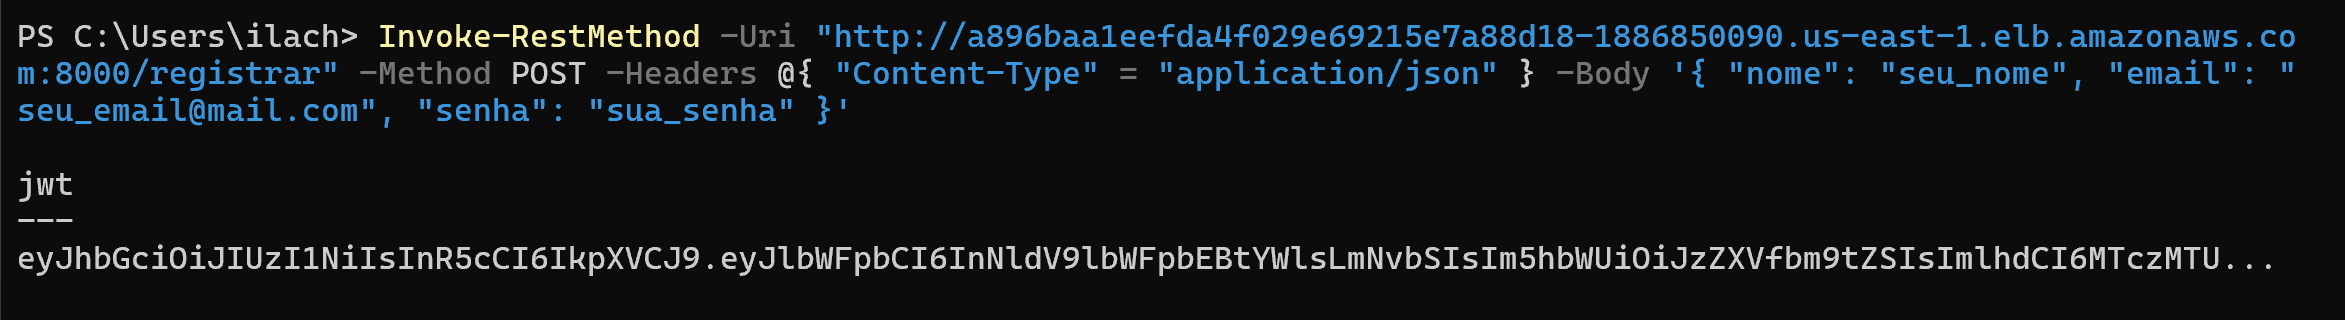 PS C:\Users\ilach> Invoke-RestMethod -Uri "http://a896baa1eefda4f029e69215e7a88d18-1886850090.us-east-1.elb.amazonaws.co
m:8000/registrar" -Method POST -Headers @{ "Content-Type" = "application/json" } -Body '{ "nome": "seu_nome", "email": "
seu_email@mail.com", "senha": "sua_senha" }'
jwt
---
eyJhbGciOiJIUzI1NiIsInR5cCI6IkpXVCJ9.eyJlbWFpbCI6InNldV9lbWFpbEBtYWlsLmNvbSIsIm5hbWUiOiJzZXVfbm9tZSIsImlhdCI6MTczMTU...